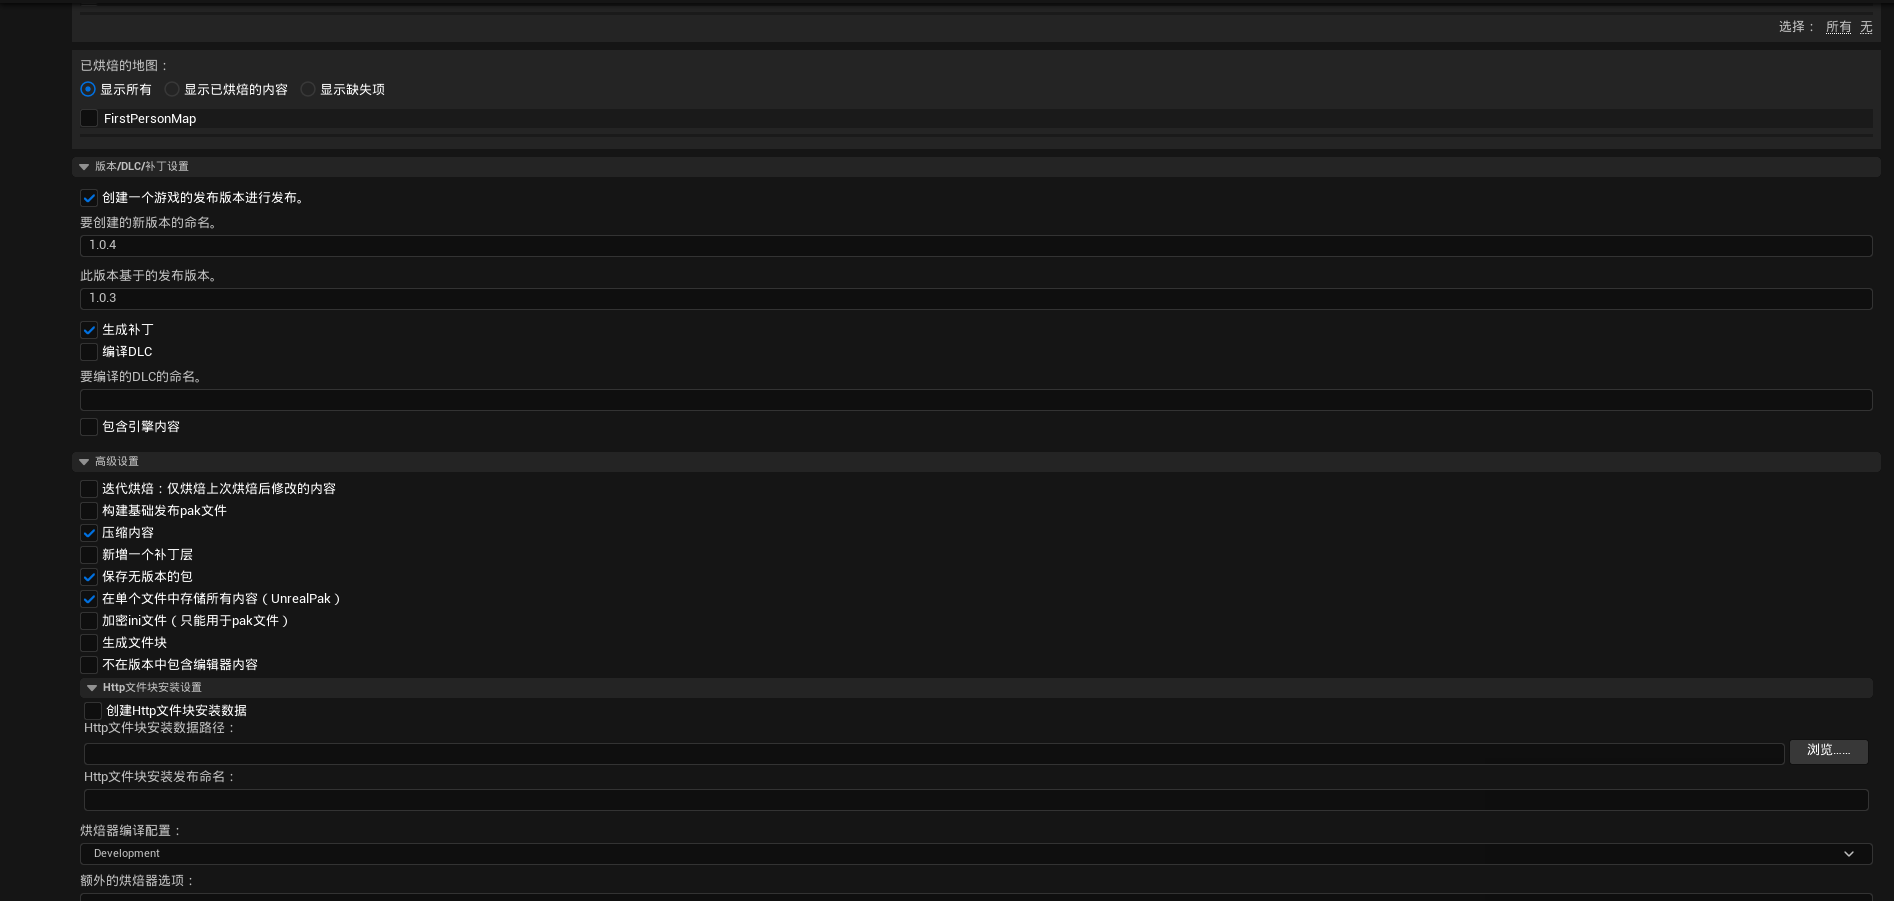 选择： 所有 无
已烘焙的地图：
显示所有 显示已烘焙的内容 显示缺失项
FirstPersonMap
版本/DLC/补丁设置
创建一个游戏的发布版本进行发布。
要创建的新版本的命名。
1.0.4
此版本基于的发布版本。
1.0.3
生成补丁
编译DLC
要编译的DLC的命名。
包含引擎内容
高级设置
迭代烘焙：仅烘焙上次烘焙后修改的内容
构建基础发布pak文件
压缩内容
新增一个补丁层
保存无版本的包
在单个文件中存储所有内容（UnrealPak）
加密ini文件（只能用于pak文件）
生成文件块
不在版本中包含编辑器内容
Http文件块安装设置
创建Http文件块安装数据
Http文件块安装数据路径：
浏览......
Http文件块安装发布命名：
烘焙器编译配置：
Development
额外的烘焙器选项：